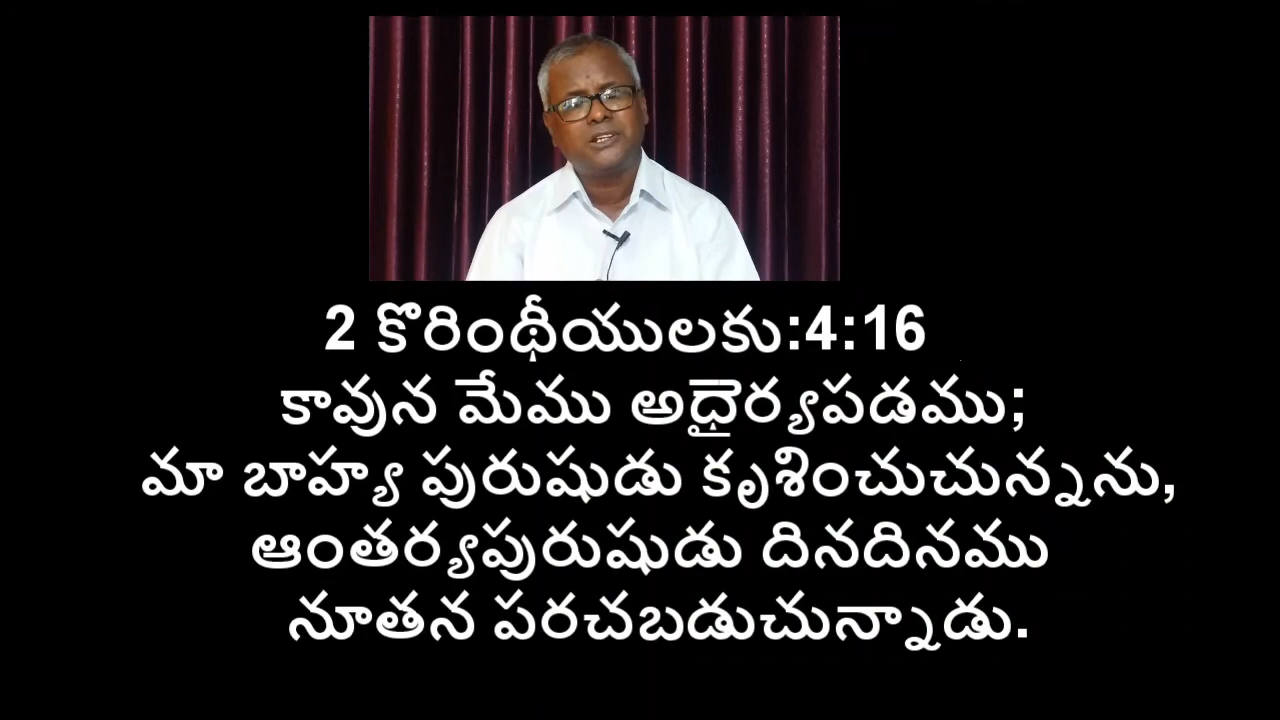 2 కొరింథీయులకు:4:16
కావున మేము అధైర్యపడము;
మా బాహ్య పురుషుడు కృశించుచున్నను,
ఆంతర్యపురుషుడు దినదినము
నూతన పరచబడుచున్నాడు.